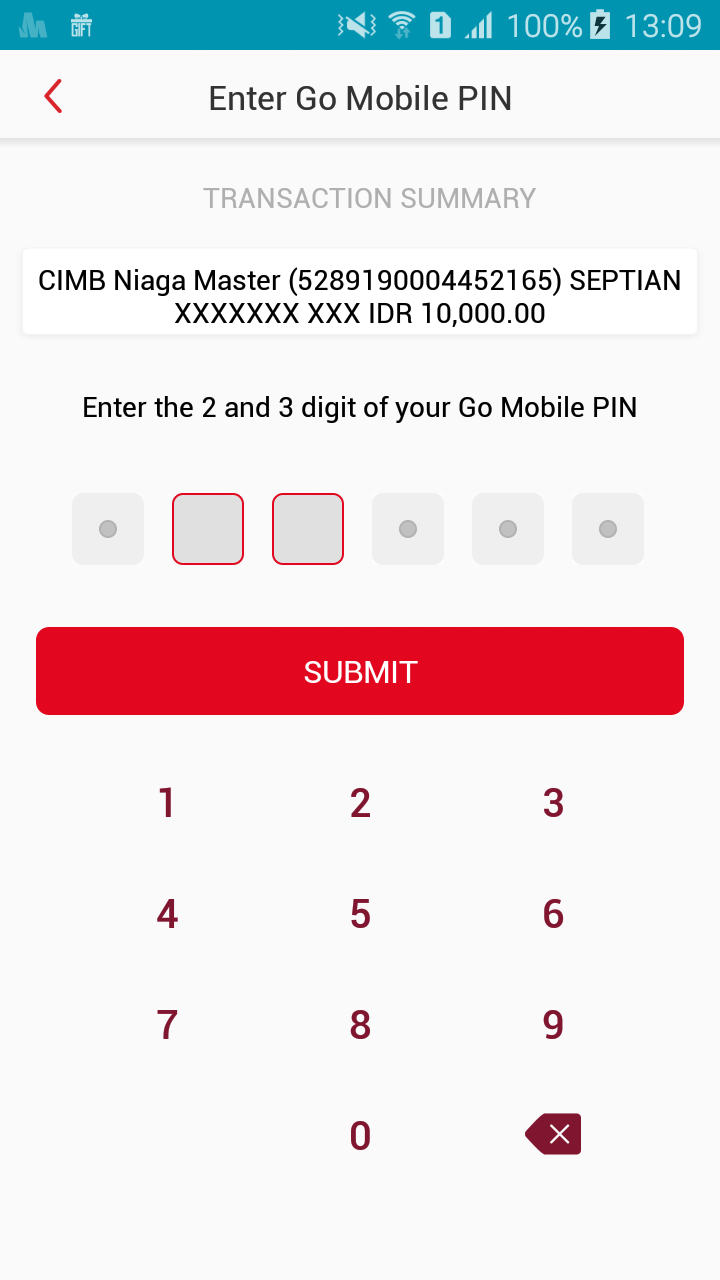 GIFT
1
100%
13:09
Enter Go Mobile PIN
TRANSACTION SUMMARY
CIMB Niaga Master (5289190004452165) SEPTIAN
XXXXXXX XXX IDR 10,000.00
Enter the 2 and 3 digit of your Go Mobile PIN
SUBMIT
1 2 3
4 5 6
7 8 9
0